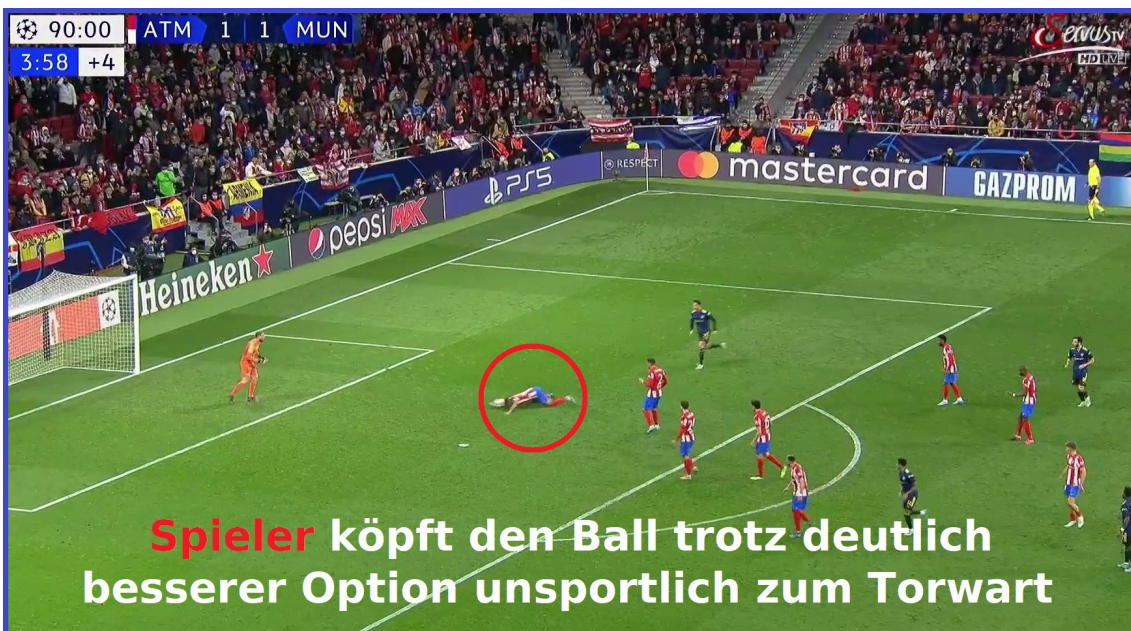 90:00 ATM 1 1 MUN
3:58 +4
ServusTV
HD LIVE
RESPECT mastercard GAZPROM
PS5
pepsi MAX
Heineken
Spieler köpft den Ball trotz deutlich
besserer Option unsportlich zum Torwart